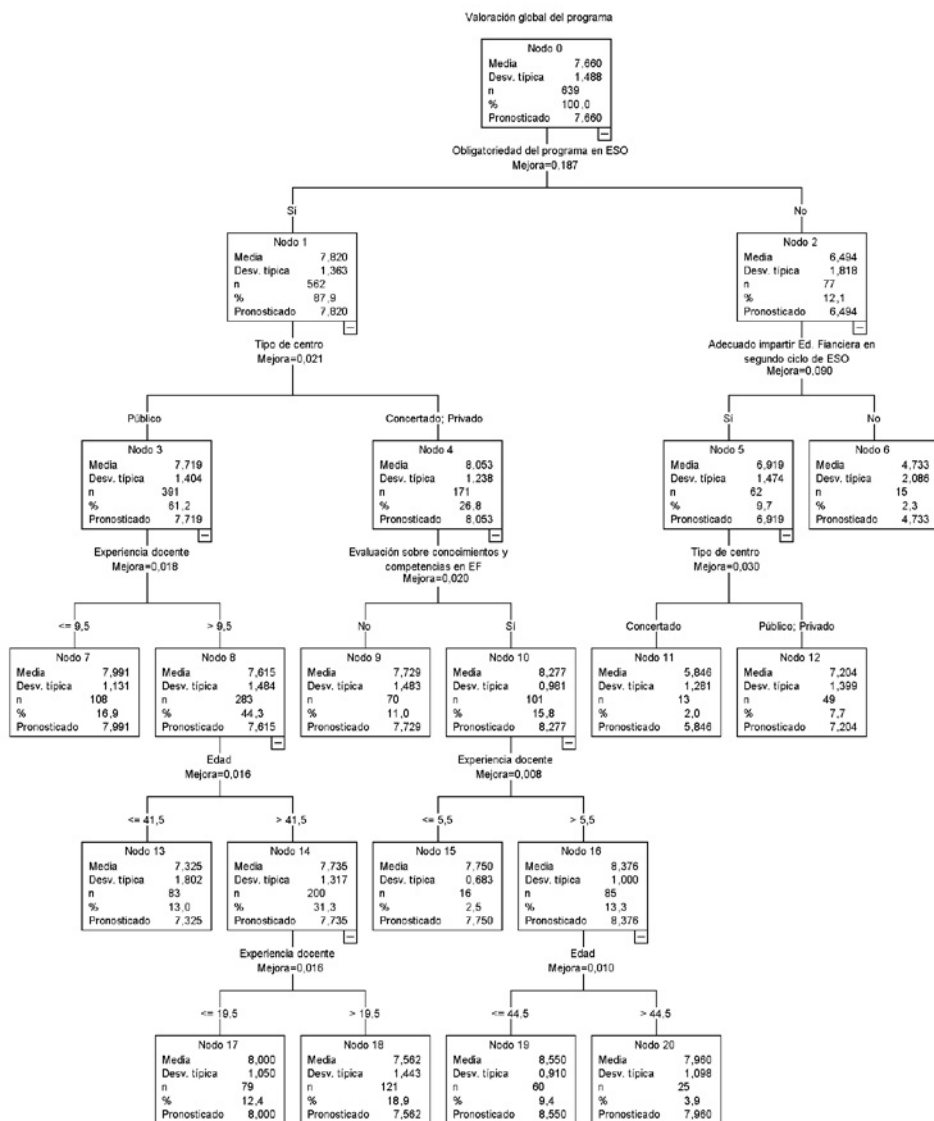 Valoración global del programa
Nodo 0
Media 7,660
Desv. típica 1,488
n 639
% 100,0
Pronosticado 7,660
Obligatoriedad del programa en ESO
Mejora=0,187
Sí
No
Nodo 1
Media 7,820
Desv. típica 1,363
n 562
% 87,9
Pronosticado 7,820
Nodo 2
Media 6,494
Desv. típica 1,818
n 77
% 12,1
Pronosticado 6,494
Tipo de centro
Mejora=0,021
Adecuado impartir Ed. Fianciera en
segundo ciclo de ESO
Mejora=0,090
Público
Concertado; Privado
Sí
No
Nodo 3
Media 7,719
Desv. típica 1,404
n 391
% 61,2
Pronosticado 7,719
Nodo 4
Media 8,053
Desv. típica 1,238
n 171
% 26,8
Pronosticado 8,053
Nodo 5
Media 6,919
Desv. típica 1,474
n 62
% 9,7
Pronosticado 6,919
Nodo 6
Media 4,733
Desv. típica 2,086
n 15
% 2,3
Pronosticado 4,733
Experiencia docente
Mejora=0,018
Evaluación sobre conocimientos y
competencias en EF
Mejora=0,020
Tipo de centro
Mejora=0,030
<= 9,5
> 9,5
No
Sí
Concertado
Público; Privado
Nodo 7
Media 7,991
Desv. típica 1,131
n 108
% 16,9
Pronosticado 7,991
Nodo 8
Media 7,615
Desv. típica 1,484
n 283
% 44,3
Pronosticado 7,615
Nodo 9
Media 7,729
Desv. típica 1,483
n 70
% 11,0
Pronosticado 7,729
Nodo 10
Media 8,277
Desv. típica 0,981
n 101
% 15,8
Pronosticado 8,277
Nodo 11
Media 5,846
Desv. típica 1,281
n 13
% 2,0
Pronosticado 5,846
Nodo 12
Media 7,204
Desv. típica 1,399
n 49
% 7,7
Pronosticado 7,204
Edad
Mejora=0,016
Experiencia docente
Mejora=0,008
<= 41,5
> 41,5
<= 5,5
> 5,5
Nodo 13
Media 7,325
Desv. típica 1,802
n 83
% 13,0
Pronosticado 7,325
Nodo 14
Media 7,735
Desv. típica 1,317
n 200
% 31,3
Pronosticado 7,735
Nodo 15
Media 7,750
Desv. típica 0,683
n 16
% 2,5
Pronosticado 7,750
Nodo 16
Media 8,376
Desv. típica 1,000
n 85
% 13,3
Pronosticado 8,376
Experiencia docente
Mejora=0,016
Edad
Mejora=0,010
<= 19,5
> 19,5
<= 44,5
> 44,5
Nodo 17
Media 8,000
Desv. típica 1,050
n 79
% 12,4
Pronosticado 8,000
Nodo 18
Media 7,562
Desv. típica 1,443
n 121
% 18,9
Pronosticado 7,562
Nodo 19
Media 8,550
Desv. típica 0,910
n 60
% 9,4
Pronosticado 8,550
Nodo 20
Media 7,960
Desv. típica 1,098
n 25
% 3,9
Pronosticado 7,960